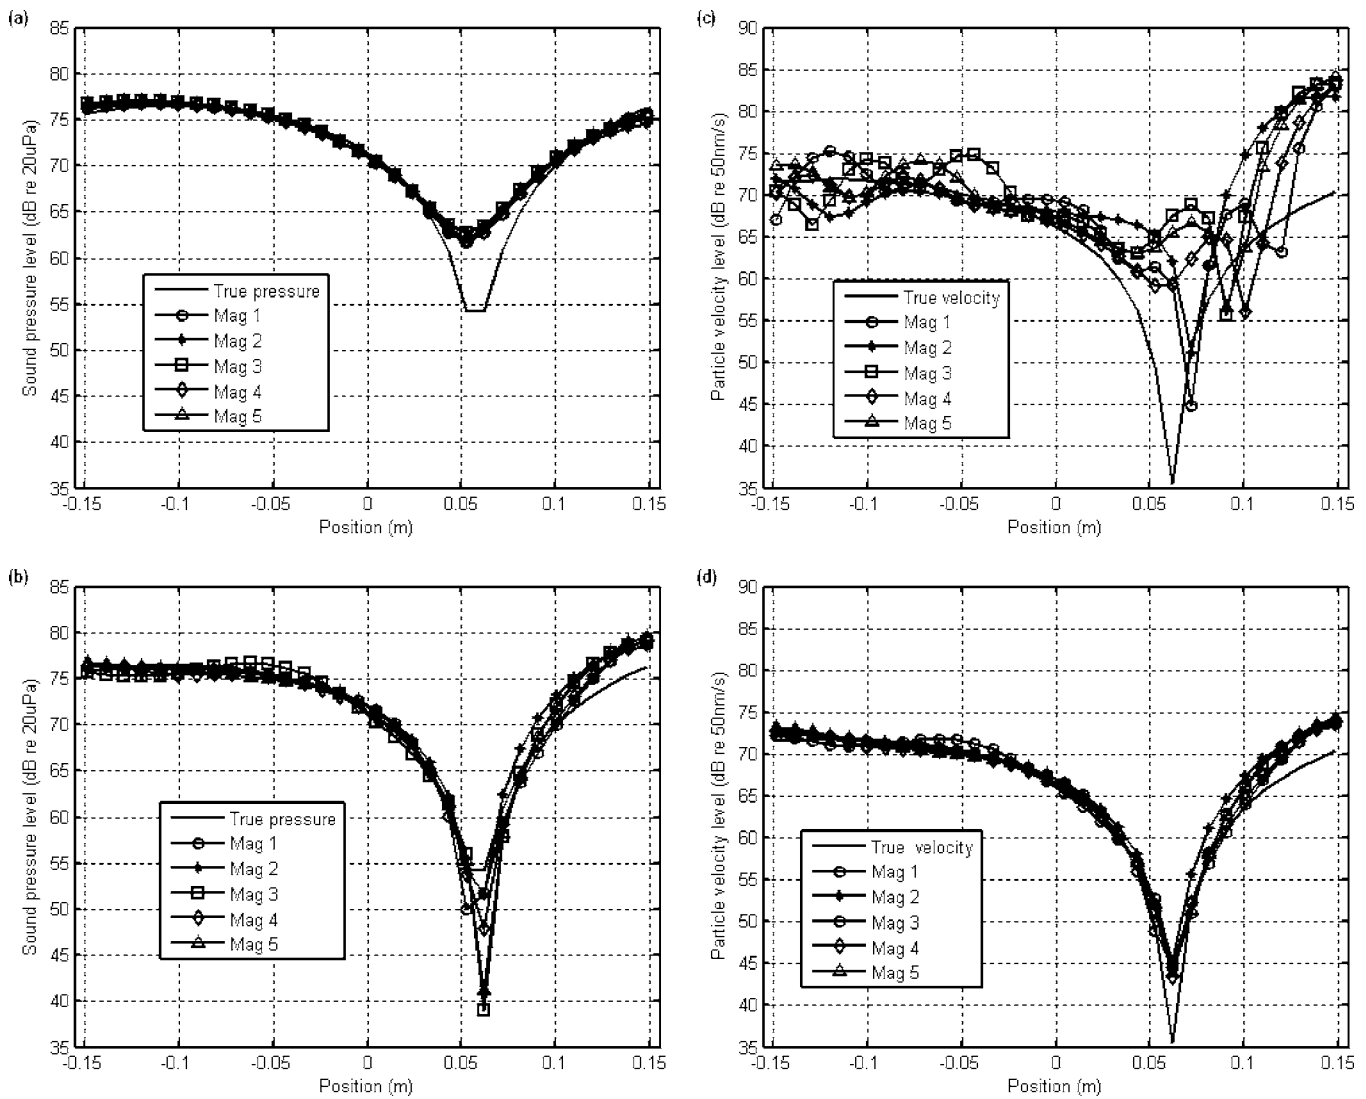 (a)
85
80
75
70
65
60
55
50
45
40
35
Sound pressure level (dB re 20uPa)
True pressure
Mag 1
Mag 2
Mag 3
Mag 4
Mag 5
-0.15 -0.1 -0.05 0 0.05 0.1 0.15
Position (m)
(c)
90
85
80
75
70
65
60
55
50
45
40
35
Particle velocity level (dB re 50nm/s)
True velocity
Mag 1
Mag 2
Mag 3
Mag 4
Mag 5
-0.15 -0.1 -0.05 0 0.05 0.1 0.15
Position (m)
(b)
85
80
75
70
65
60
55
50
45
40
35
Sound pressure level (dB re 20uPa)
True pressure
Mag 1
Mag 2
Mag 3
Mag 4
Mag 5
-0.15 -0.1 -0.05 0 0.05 0.1 0.15
Position (m)
(d)
90
85
80
75
70
65
60
55
50
45
40
35
Particle velocity level (dB re 50nm/s)
True velocity
Mag 1
Mag 2
Mag 3
Mag 4
Mag 5
-0.15 -0.1 -0.05 0 0.05 0.1 0.15
Position (m)